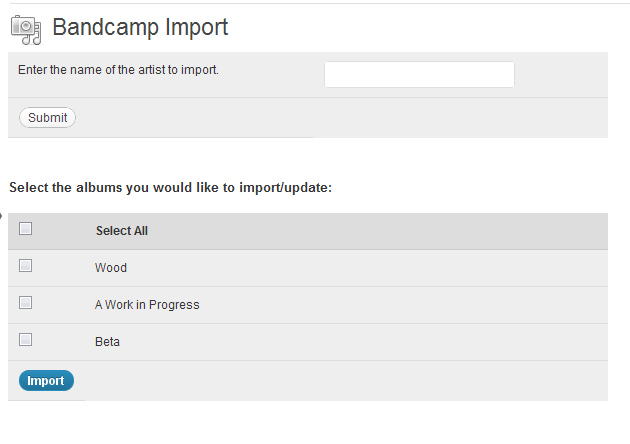 Bandcamp Import
Enter the name of the artist to import.
Submit
Select the albums you would like to import/update:
Select All
Wood
A Work in Progress
Beta
Import